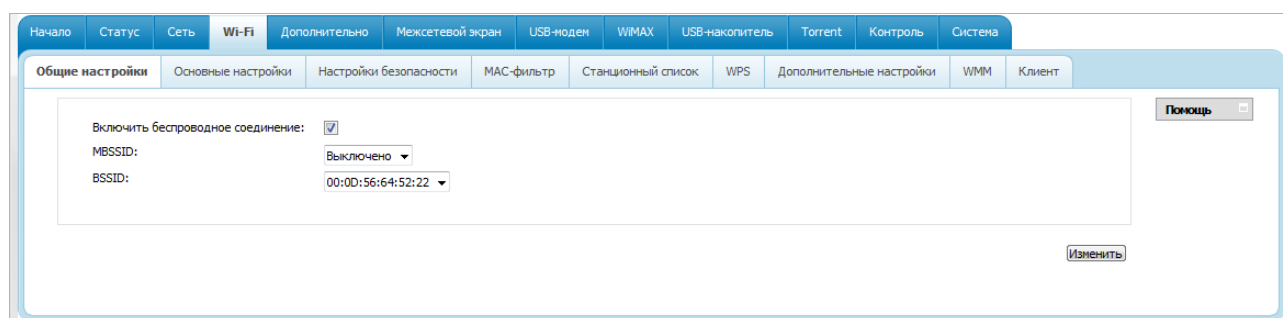 Начало Статус Сеть Wi-Fi Дополнительно Межсетевой экран USB-модем WiMAX USB-накопитель Torrent Контроль Система
Общие настройки Основные настройки Настройки безопасности MAC-фильтр Станционный список WPS Дополнительные настройки WMM Клиент
Помощь
Включить беспроводное соединение:
MBSSID: Выключено
BSSID: 00:0D:56:64:52:22
Изменить